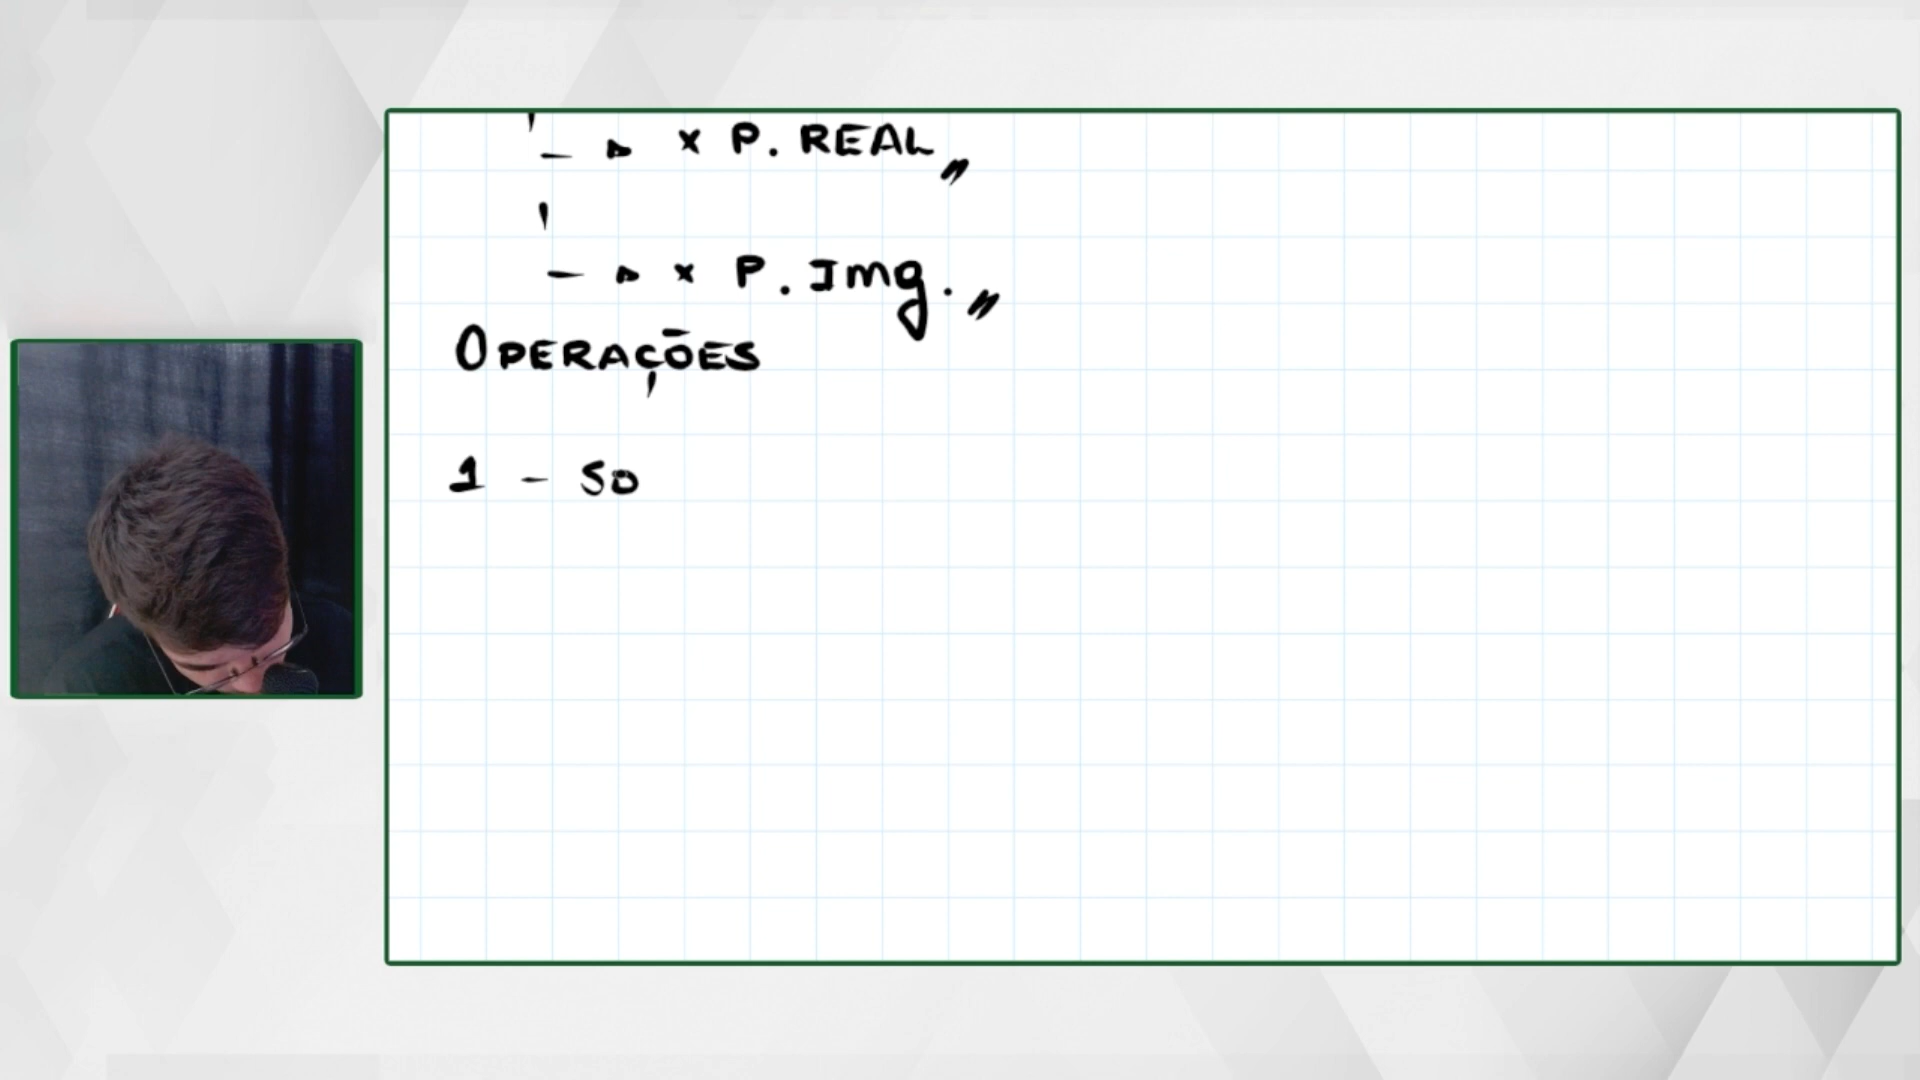 x P. REAL
x P. Img.
OPERAÇÕES
1 - So